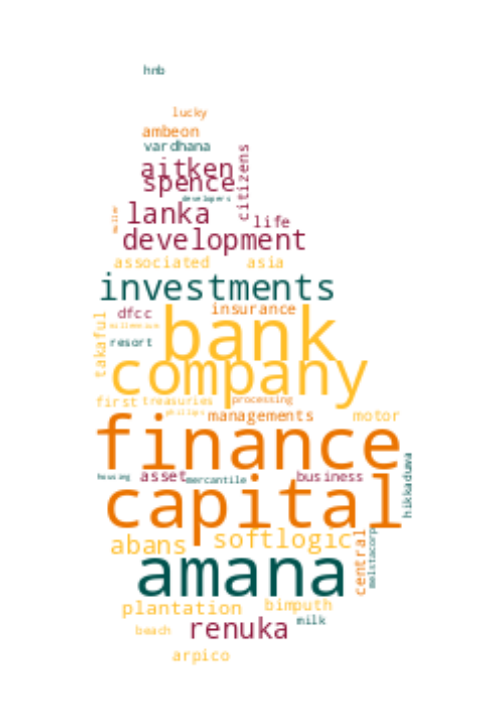 hnb
lucky
ambeon
vardhana
aitken
spence
citizens
developers
lanka
life
development
associated asia
investments
insurance
dfcc
millennium
takaful
resort
bank
company
first treasuries processing
phillips
managements motor
finance
housing asset mercantile business
hikkaduwa
capital
abans softlogic
central
melstacorp
amana
plantation bimputh
milk
renuka
beach
arpico